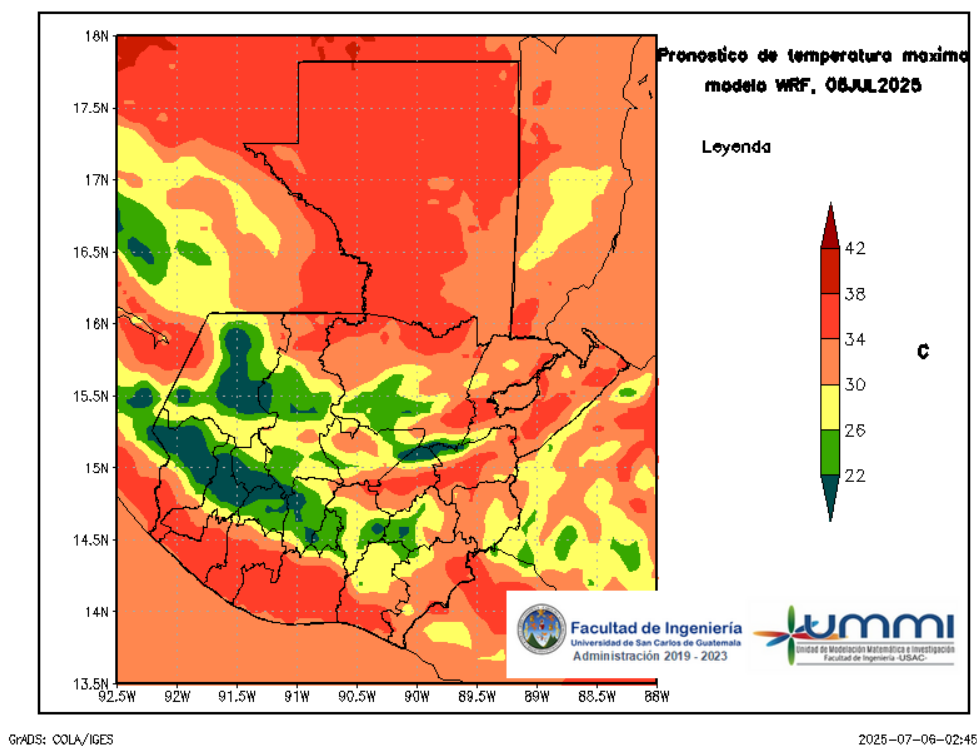 Pronostico de temperatura maxima
modelo WRF, 06JUL2025
Leyenda
42
38
34
30
26
22
C
18N
17.5N
17N
16.5N
16N
15.5N
15N
14.5N
14N
13.5N
92.5W 92W 91.5W 91W 90.5W 90W 89.5W 89W 88.5W 88W
Facultad de Ingeniería
Universidad de San Carlos de Guatemala
Administración 2019 - 2023
ummi
Unidad de Modelación Matemática e Investigación
Facultad de Ingeniería -USAC-
GrADS: COLA/IGES
2025-07-06-02:45